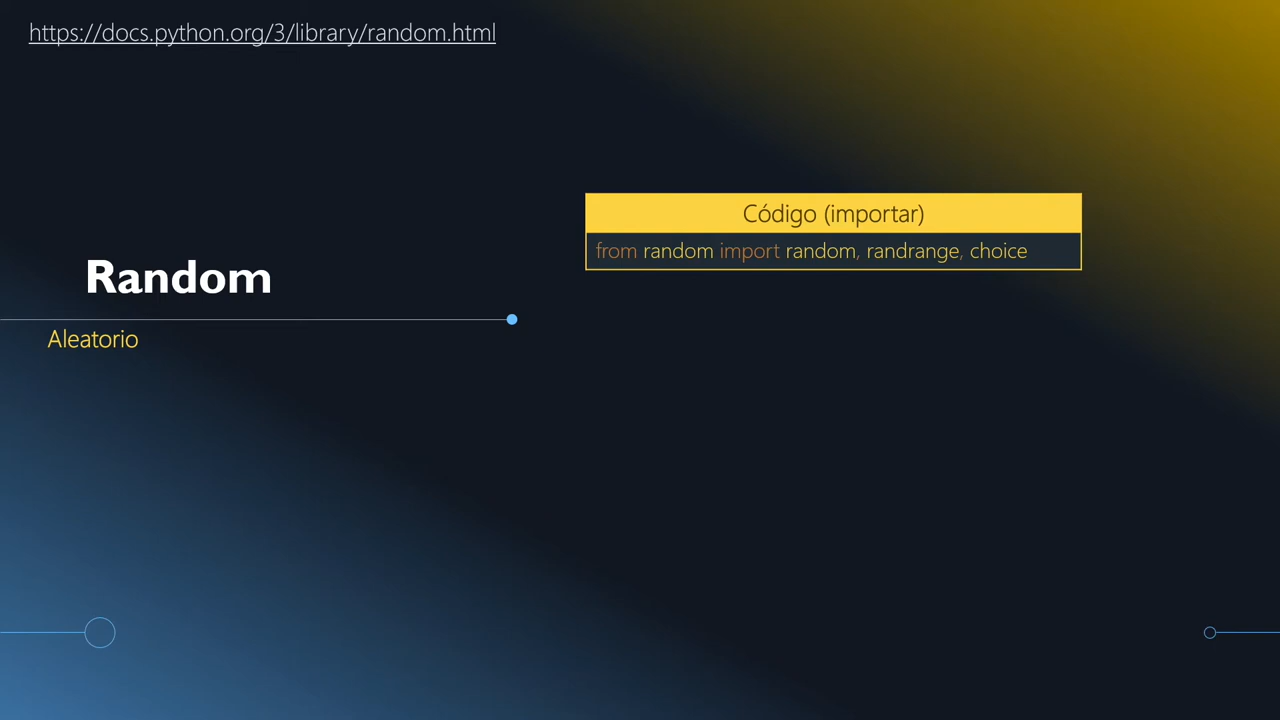 https://docs.python.org/3/library/random.html
Random
Aleatorio
Código (importar)
from random import random, randrange, choice